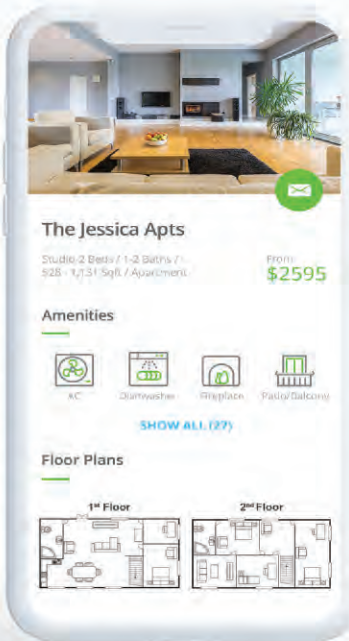 The Jessica Apts
Studio-2 Beds / 1-2 Baths /
528 - 1,131 Sqft / Apartment
From
$2595
Amenities
AC
Dishwasher
Fireplace
Patio/Balcony
SHOW ALL (27)
Floor Plans
1st Floor
2nd Floor